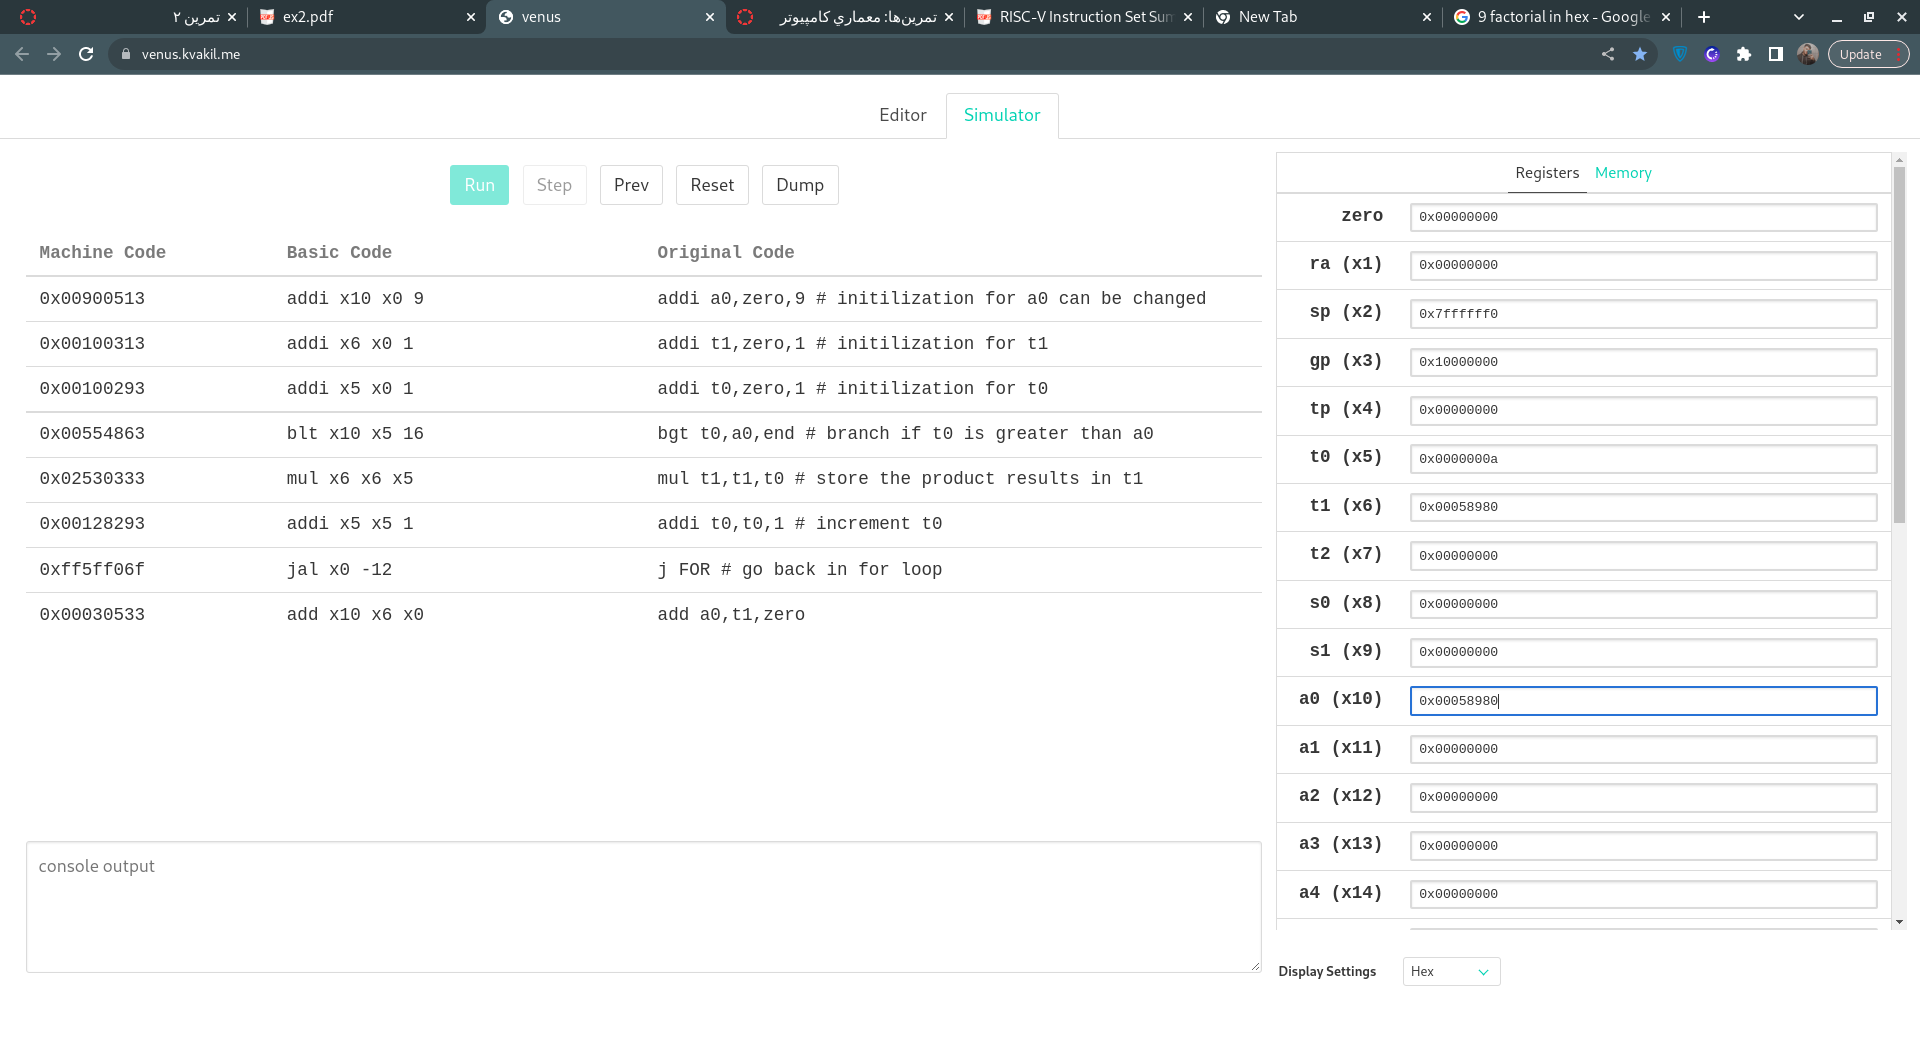 تمرین ۲
ex2.pdf
venus
تمرین‌ها: معماري كامپیوتر
RISC-V Instruction Set Sum
New Tab
9 factorial in hex - Google
venus.kvakil.me
Update
Editor
Simulator
Run
Step
Prev
Reset
Dump
Machine Code Basic Code Original Code
0x00900513 addi x10 x0 9 addi a0,zero,9 # initilization for a0 can be changed
0x00100313 addi x6 x0 1 addi t1,zero,1 # initilization for t1
0x00100293 addi x5 x0 1 addi t0,zero,1 # initilization for t0
0x00554863 blt x10 x5 16 bgt t0,a0,end # branch if t0 is greater than a0
0x02530333 mul x6 x6 x5 mul t1,t1,t0 # store the product results in t1
0x00128293 addi x5 x5 1 addi t0,t0,1 # increment t0
0xff5ff06f jal x0 -12 j FOR # go back in for loop
0x00030533 add x10 x6 x0 add a0,t1,zero
console output
Registers Memory
zero 0x00000000
ra (x1) 0x00000000
sp (x2) 0x7ffffff0
gp (x3) 0x10000000
tp (x4) 0x00000000
t0 (x5) 0x0000000a
t1 (x6) 0x00058980
t2 (x7) 0x00000000
s0 (x8) 0x00000000
s1 (x9) 0x00000000
a0 (x10) 0x00058980
a1 (x11) 0x00000000
a2 (x12) 0x00000000
a3 (x13) 0x00000000
a4 (x14) 0x00000000
Display Settings Hex